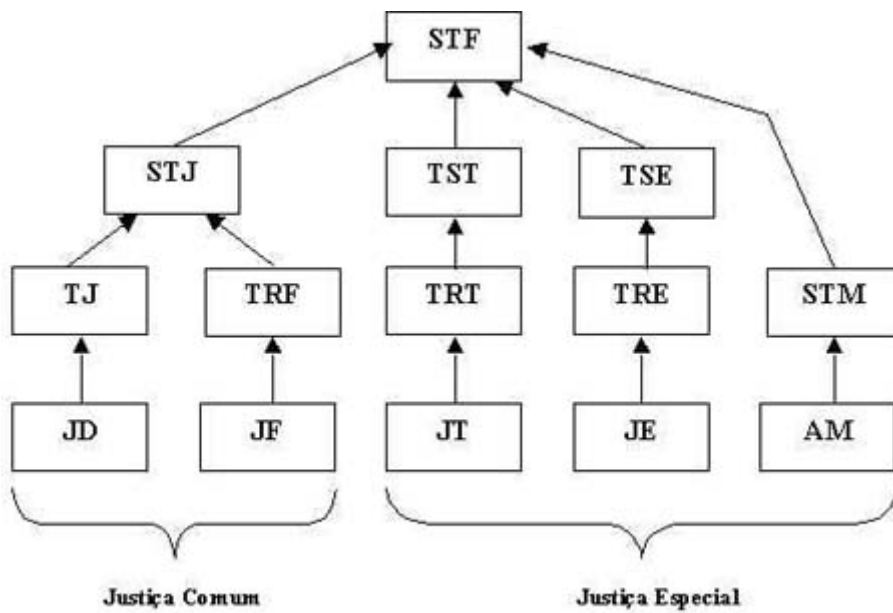 STF
STJ
TST
TSE
TJ
TRF
TRT
TRE
STM
JD
JF
JT
JE
AM
Justiça Comum
Justiça Especial